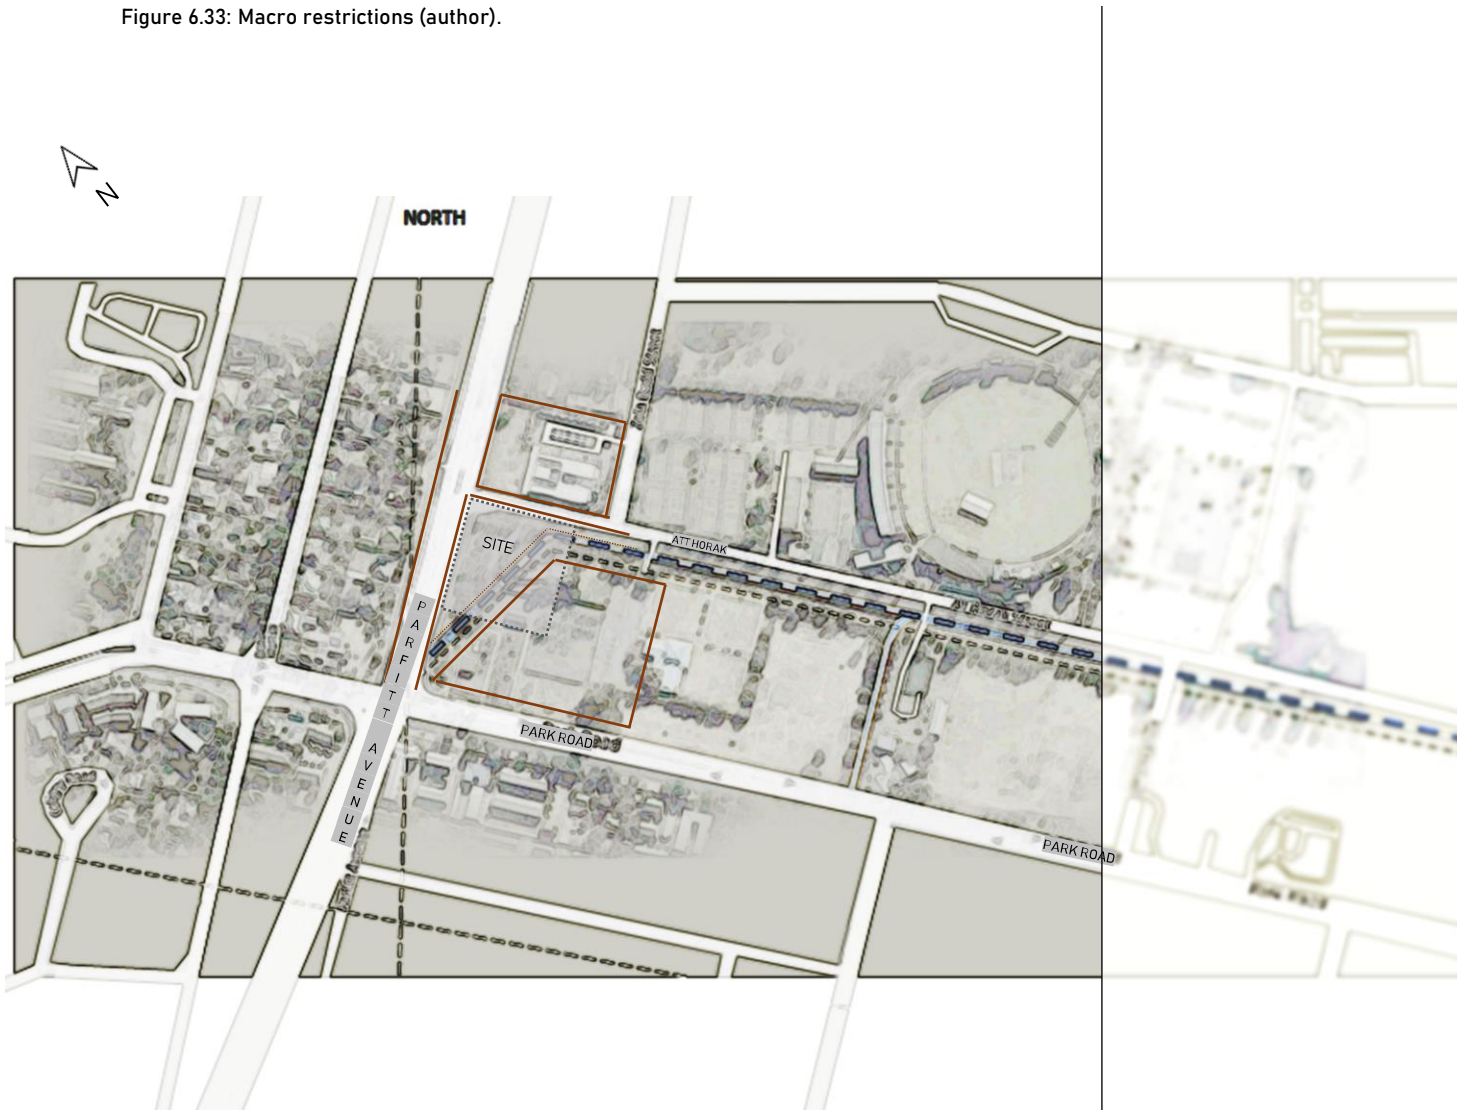 Figure 6.33: Macro restrictions (author).
N
NORTH
SITE
ATT HORAK
PARFITT AVENUE
PARK ROAD
PARK ROAD